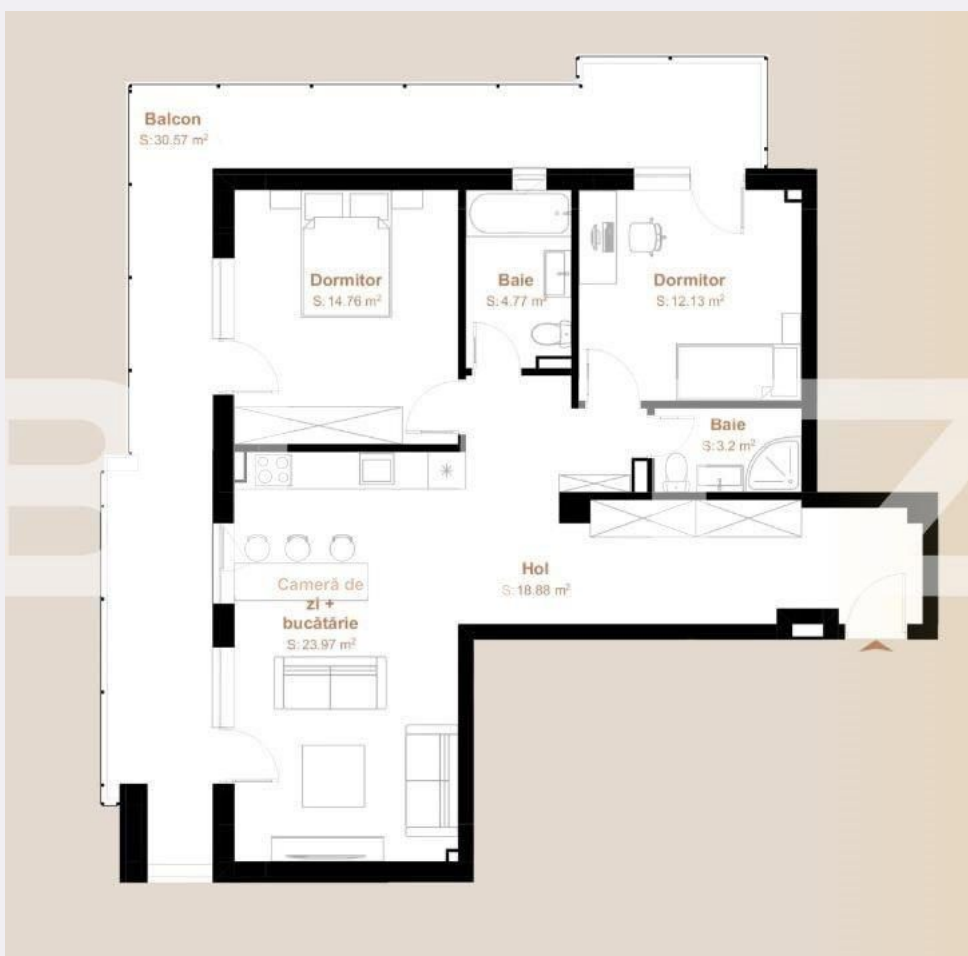 Balcon
S: 30.57 m²
Dormitor
S: 14.76 m²
Baie
S: 4.77 m²
Dormitor
S: 12.13 m²
Baie
S: 3.2 m²
Hol
S: 18.88 m²
Cameră de
zi +
bucătărie
S: 23.97 m²
B
Z